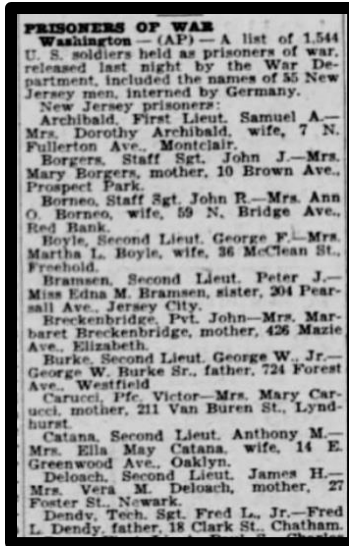 PRISONERS OF WAR
Washington — (AP) — A list of 1,544
U. S. soldiers held as prisoners of war,
released last night by the War De-
partment, included the names of 55 New
Jersey men, interned by Germany.
New Jersey prisoners:
Archibald, First Lieut. Samuel A.—
Mrs. Dorothy Archibald, wife, 7 N.
Fullerton Ave., Montclair.
Borgers, Staff Sgt. John J.—Mrs.
Mary Borgers, mother, 10 Brown Ave.,
Prospect Park.
Borneo, Staff Sgt. John R.—Mrs. Ann
O. Borneo, wife, 59 N. Bridge Ave.,
Red Bank.
Boyle, Second Lieut. George F.—Mrs.
Martha L. Boyle, wife, 36 McClean St.,
Freehold.
Bramsen, Second Lieut. Peter J.—
Miss Edna M. Bramsen, sister, 204 Pear-
sall Ave., Jersey City.
Breckenbridge, Pvt. John—Mrs. Mar-
baret Breckenbridge, mother, 426 Mazie
Ave., Elizabeth.
Burke, Second Lieut. George W., Jr.—
George W. Burke Sr., father, 724 Forest
Ave., Westfield
Carucci, Pfc. Victor—Mrs. Mary Car-
ucci, mother, 211 Van Buren St., Lynd-
hurst.
Catana, Second Lieut. Anthony M.—
Mrs. Ella May Catana, wife, 14 E.
Greenwood Ave., Oaklyn.
Deloach, Second Lieut. James H.—
Mrs. Vera M. Deloach, mother, 27
Foster St., Newark.
Dendy, Tech. Sgt. Fred L., Jr.—Fred
L. Dendy, father, 18 Clark St., Chatham.